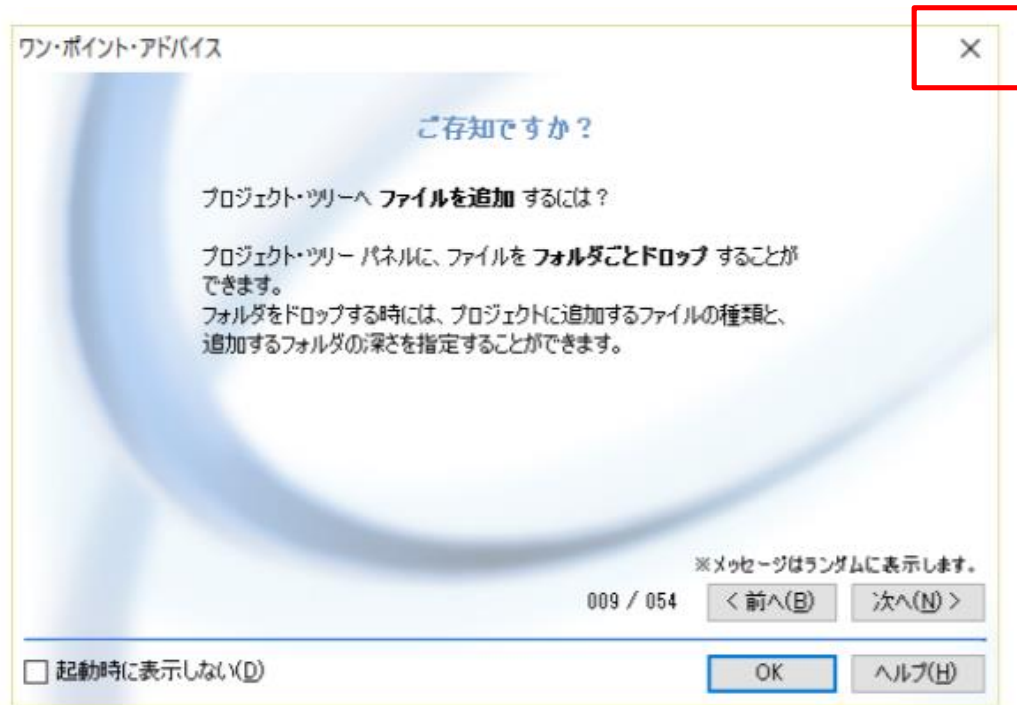 ワン・ポイント・アドバイス
ご存知ですか？
プロジェクト・ツリーへ ファイルを追加 するには？
プロジェクト・ツリー パネルに、ファイルを フォルダごとドロップ することが
できます。
フォルダをドロップする時には、プロジェクトに追加するファイルの種類と、
追加するフォルダの深さを指定することができます。
※メッセージはランダムに表示します。
009 / 054 < 前へ(B) 次へ(N) >
起動時に表示しない(D) OK ヘルプ(H)